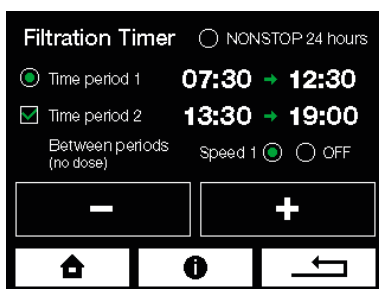 Filtration Timer NONSTOP 24 hours
Time period 1 07:30 → 12:30
Time period 2 13:30 → 19:00
Between periods Speed 1 OFF
(no dose)
− +
i